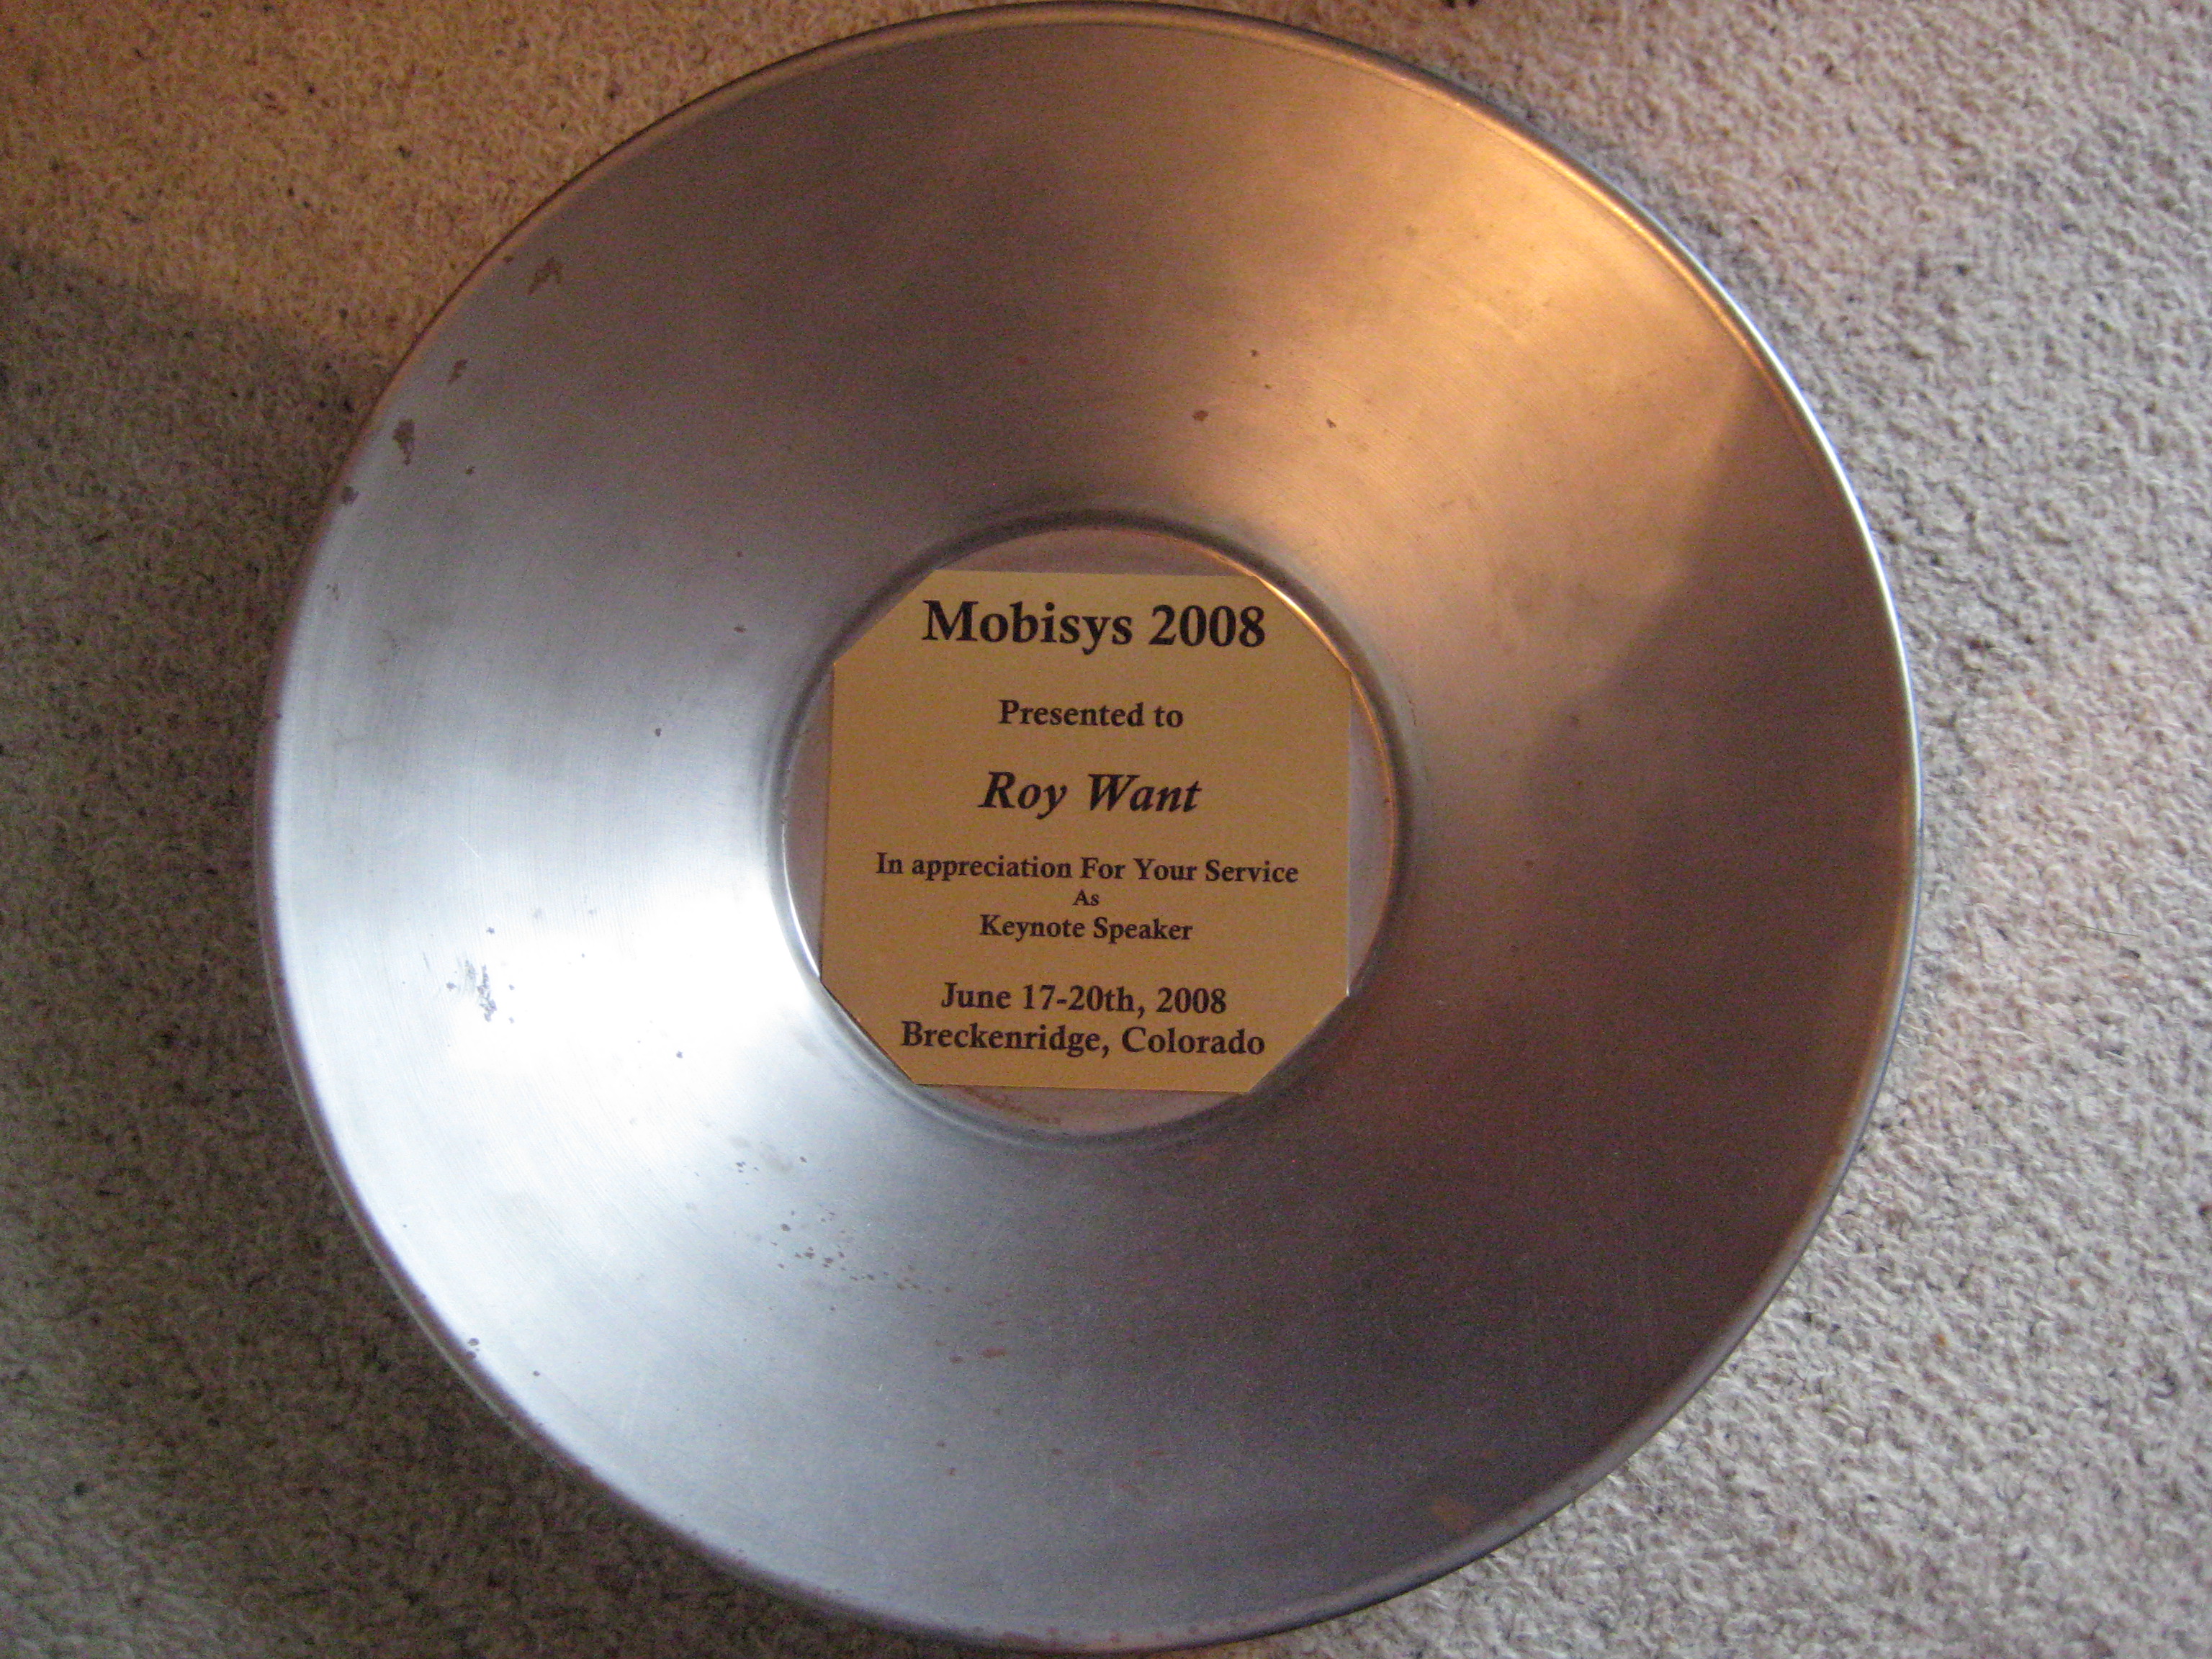 Mobisys 2008
Presented to
Roy Want
In appreciation For Your Service
As
Keynote Speaker
June 17-20th, 2008
Breckenridge, Colorado